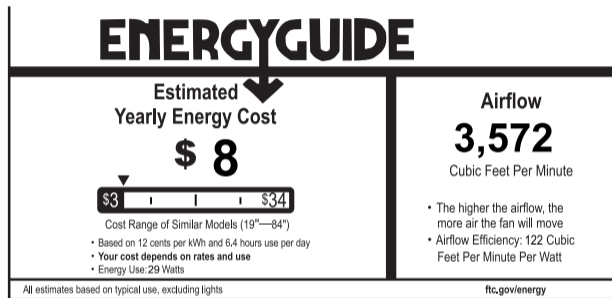 ENERGYGUIDE
Estimated
Yearly Energy Cost
$ 8
$3 $34
Cost Range of Similar Models (19"—84")
• Based on 12 cents per kWh and 6.4 hours use per day
• Your cost depends on rates and use
• Energy Use: 29 Watts
Airflow
3,572
Cubic Feet Per Minute
• The higher the airflow, the
more air the fan will move
• Airflow Efficiency: 122 Cubic
Feet Per Minute Per Watt
All estimates based on typical use, excluding lights
ftc.gov/energy